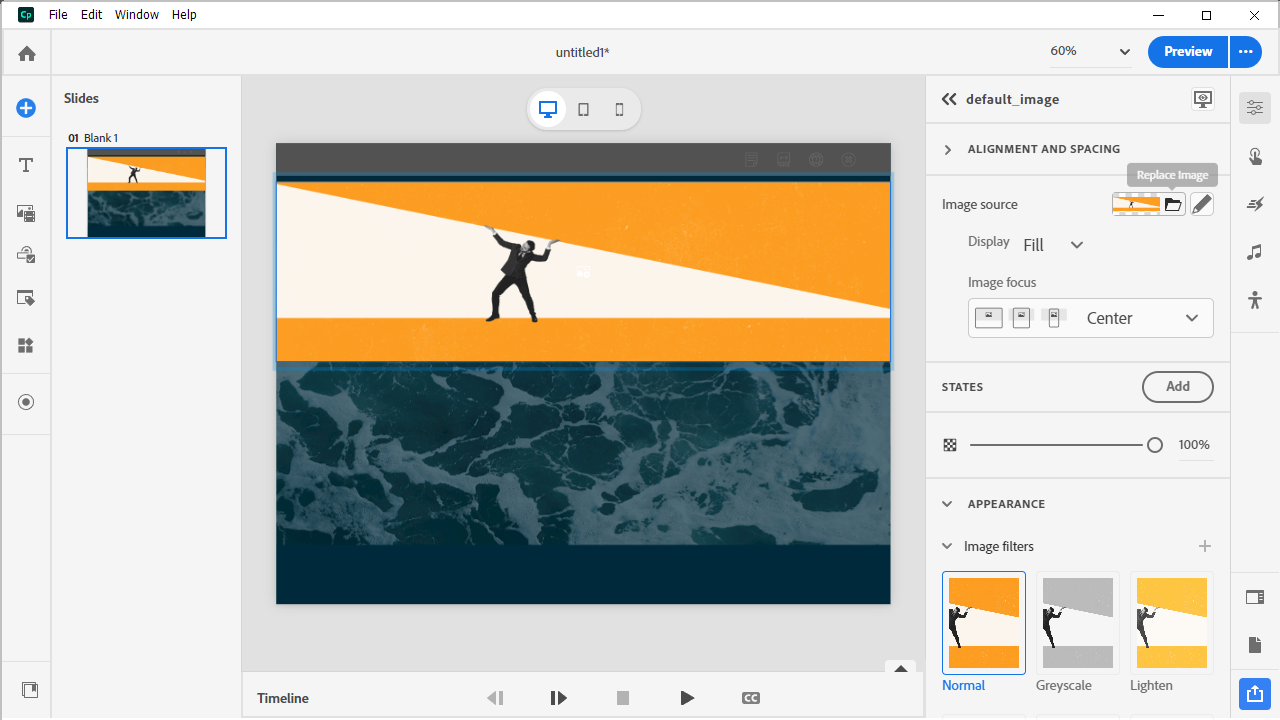 Cp File Edit Window Help
untitled1*
60%
Preview
Slides
01 Blank 1
default_image
ALIGNMENT AND SPACING
Replace Image
Image source
Display Fill
Image focus
Center
STATES
Add
100%
APPEARANCE
Image filters
Normal Greyscale Lighten
Timeline
CC